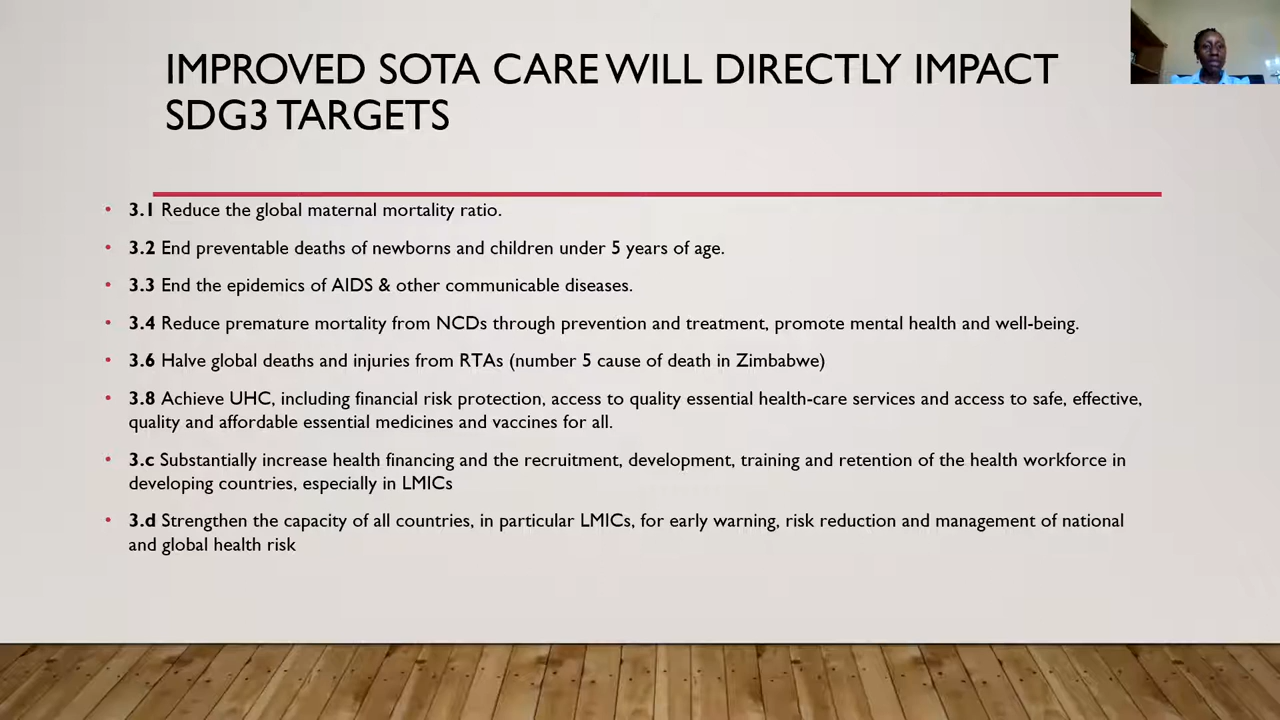 IMPROVED SOTA CARE WILL DIRECTLY IMPACT
SDG3 TARGETS
• 3.1 Reduce the global maternal mortality ratio.
• 3.2 End preventable deaths of newborns and children under 5 years of age.
• 3.3 End the epidemics of AIDS & other communicable diseases.
• 3.4 Reduce premature mortality from NCDs through prevention and treatment, promote mental health and well-being.
• 3.6 Halve global deaths and injuries from RTAs (number 5 cause of death in Zimbabwe)
• 3.8 Achieve UHC, including financial risk protection, access to quality essential health-care services and access to safe, effective,
quality and affordable essential medicines and vaccines for all.
• 3.c Substantially increase health financing and the recruitment, development, training and retention of the health workforce in
developing countries, especially in LMICs
• 3.d Strengthen the capacity of all countries, in particular LMICs, for early warning, risk reduction and management of national
and global health risk